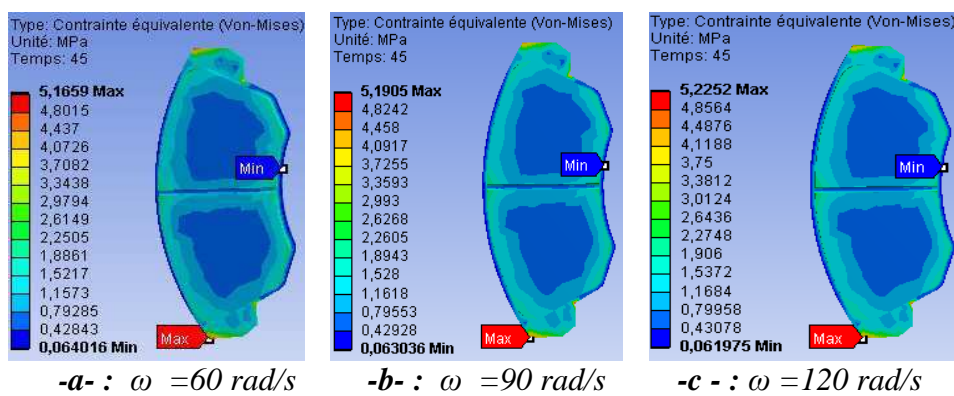 Type: Contrainte équivalente (Von-Mises)
Unité: MPa
Temps: 45
5,1659 Max
4,8015
4,437
4,0726
3,7082
3,3438
2,9794
2,6149
2,2505
1,8861
1,5217
1,1573
0,79285
0,42843
0,064016 Min
Min
Max
-a- : ω =60 rad/s
Type: Contrainte équivalente (Von-Mises)
Unité: MPa
Temps: 45
5,1905 Max
4,8242
4,458
4,0917
3,7255
3,3593
2,993
2,6268
2,2605
1,8943
1,528
1,1618
0,79553
0,42928
0,063036 Min
Min
Max
-b- : ω =90 rad/s
Type: Contrainte équivalente (Von-Mises)
Unité: MPa
Temps: 45
5,2252 Max
4,8564
4,4876
4,1188
3,75
3,3812
3,0124
2,6436
2,2748
1,906
1,5372
1,1684
0,79958
0,43078
0,061975 Min
Min
Max
-c - : ω =120 rad/s